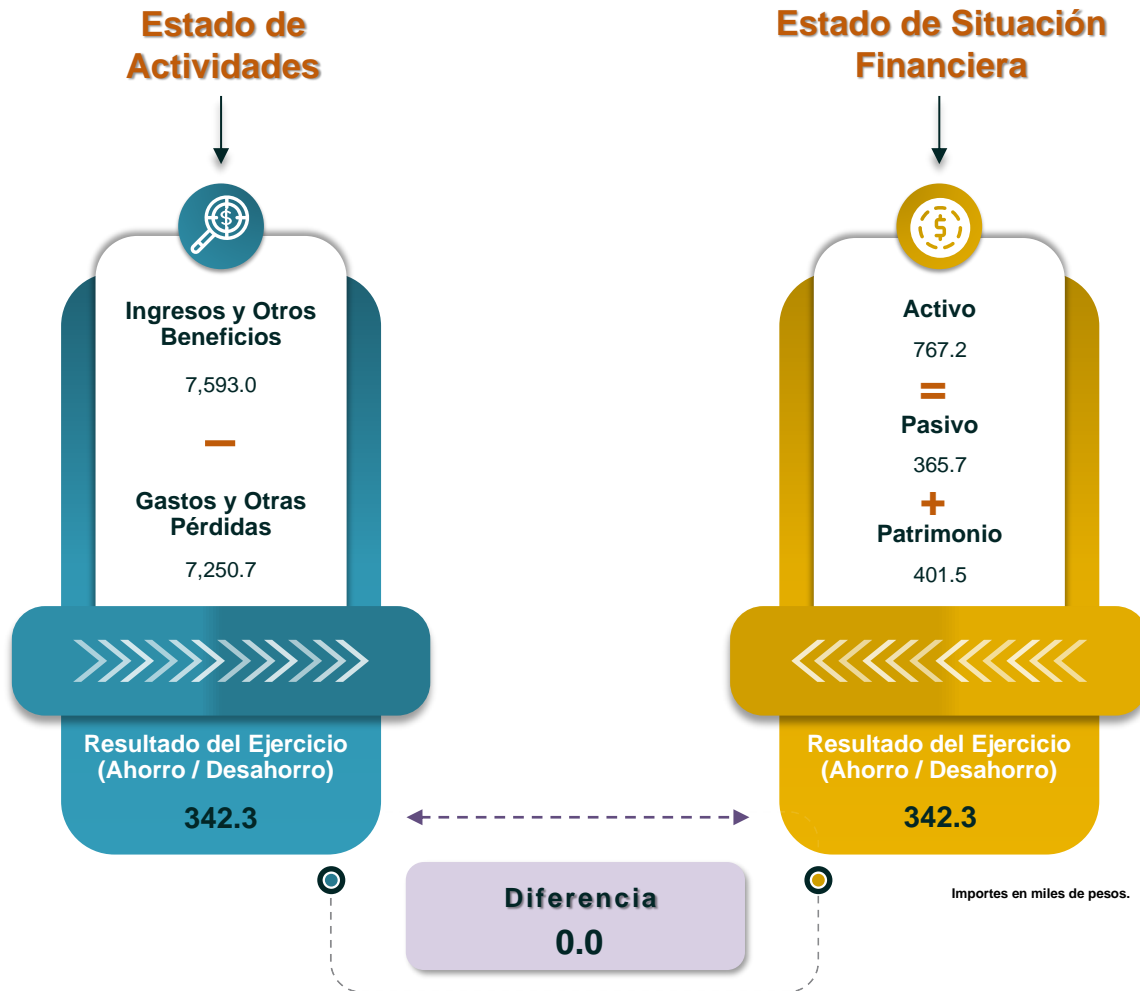 Estado de
Actividades
Ingresos y Otros
Beneficios
7,593.0
−
Gastos y Otras
Pérdidas
7,250.7
Resultado del Ejercicio
(Ahorro / Desahorro)
342.3
Estado de Situación
Financiera
$
Activo
767.2
=
Pasivo
365.7
+
Patrimonio
401.5
Resultado del Ejercicio
(Ahorro / Desahorro)
342.3
Diferencia
0.0
Importes en miles de pesos.